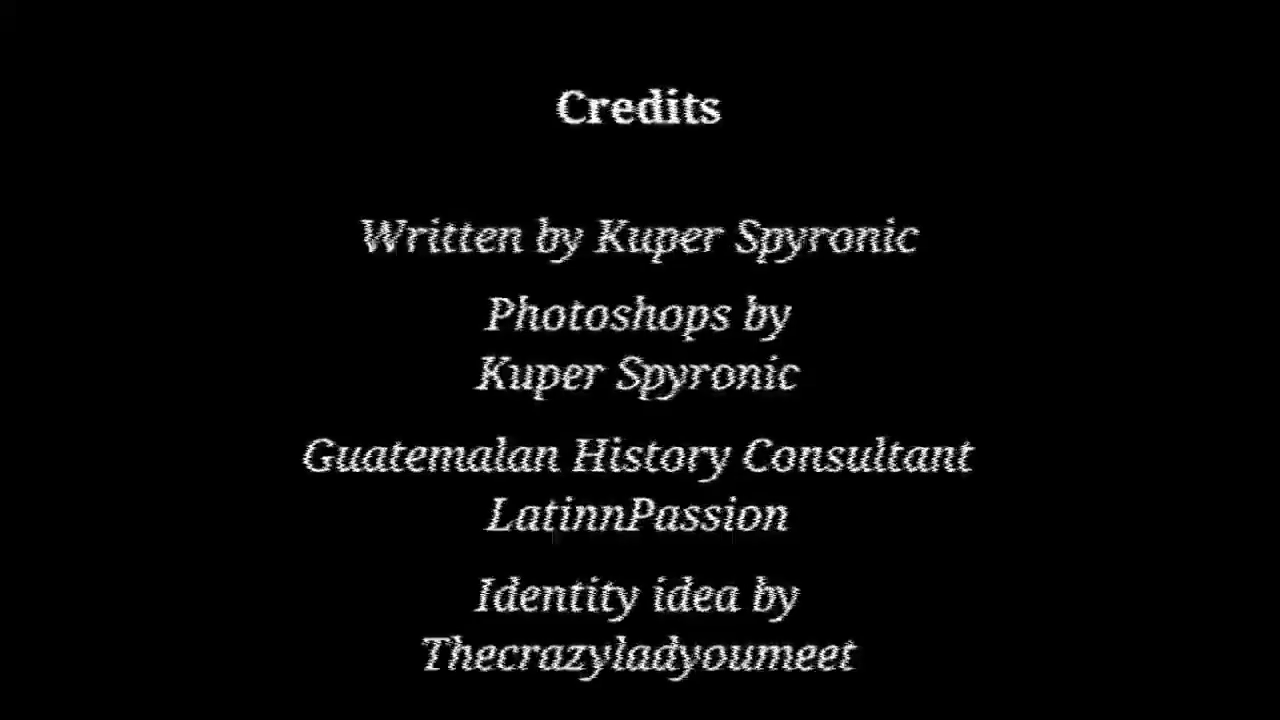 Credits
Written by Kuper Spyronic
Photoshops by
Kuper Spyronic
Guatemalan History Consultant
LatinnPassion
Identity idea by
Thecrazyladyoumeet